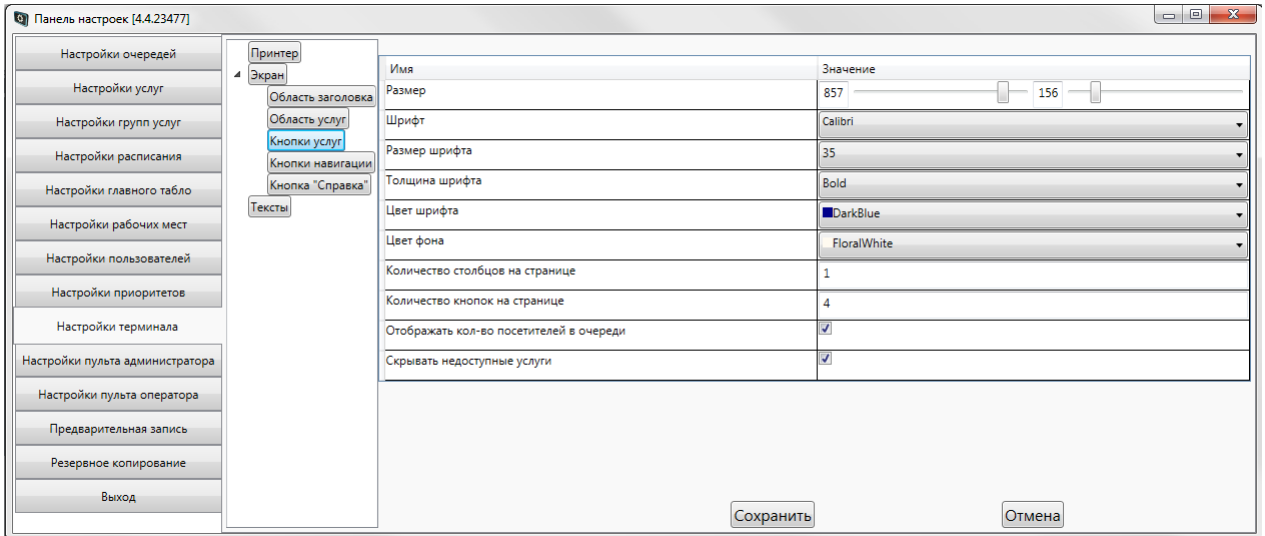 Панель настроек [4.4.23477]
Настройки очередей
Настройки услуг
Настройки групп услуг
Настройки расписания
Настройки главного табло
Настройки рабочих мест
Настройки пользователей
Настройки приоритетов
Настройки терминала
Настройки пульта администратора
Настройки пульта оператора
Предварительная запись
Резервное копирование
Выход
Принтер
Экран
Область заголовка
Область услуг
Кнопки услуг
Кнопки навигации
Кнопка "Справка"
Тексты
Имя Значение
Размер 857 156
Шрифт Calibri
Размер шрифта 35
Толщина шрифта Bold
Цвет шрифта DarkBlue
Цвет фона FloralWhite
Количество столбцов на странице 1
Количество кнопок на странице 4
Отображать кол-во посетителей в очереди
Скрывать недоступные услуги
Сохранить Отмена